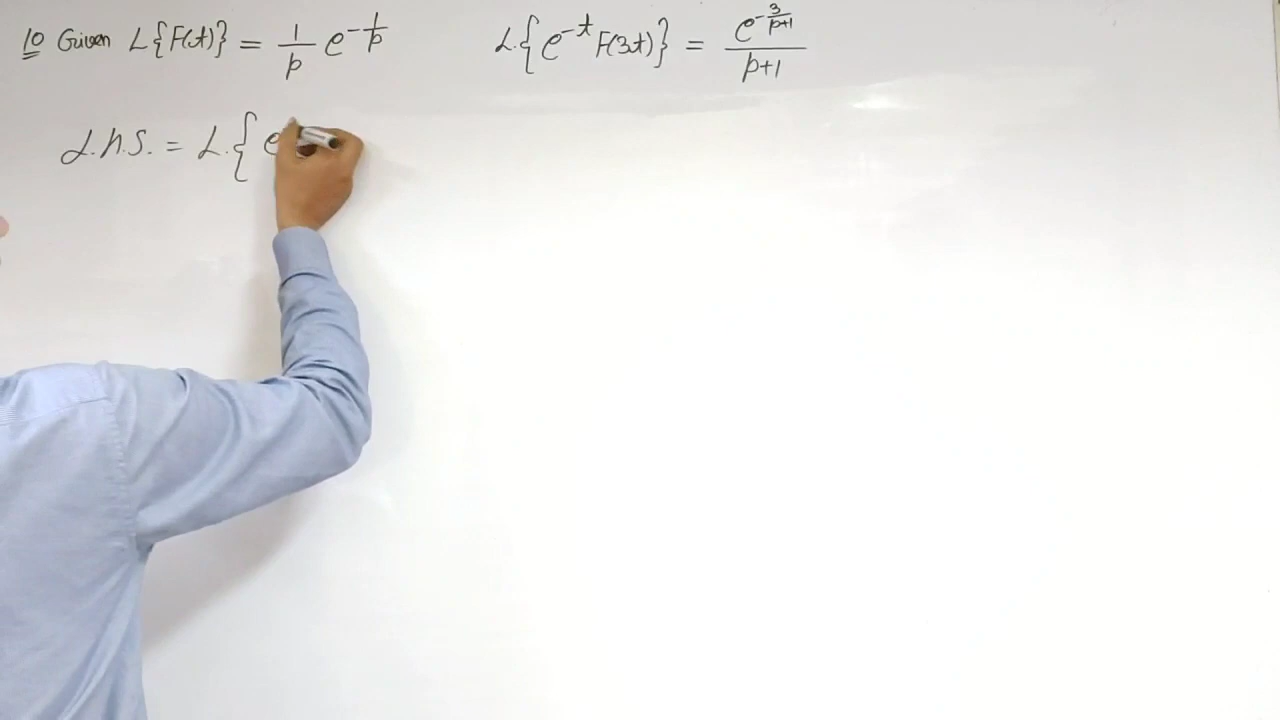 10 Given L{F(t)} = 1/p e^{-1/p} L.{e^{-t} F(3t)} = e^{-3/(p+1)}/(p+1)
L.h.S. = L.{ e